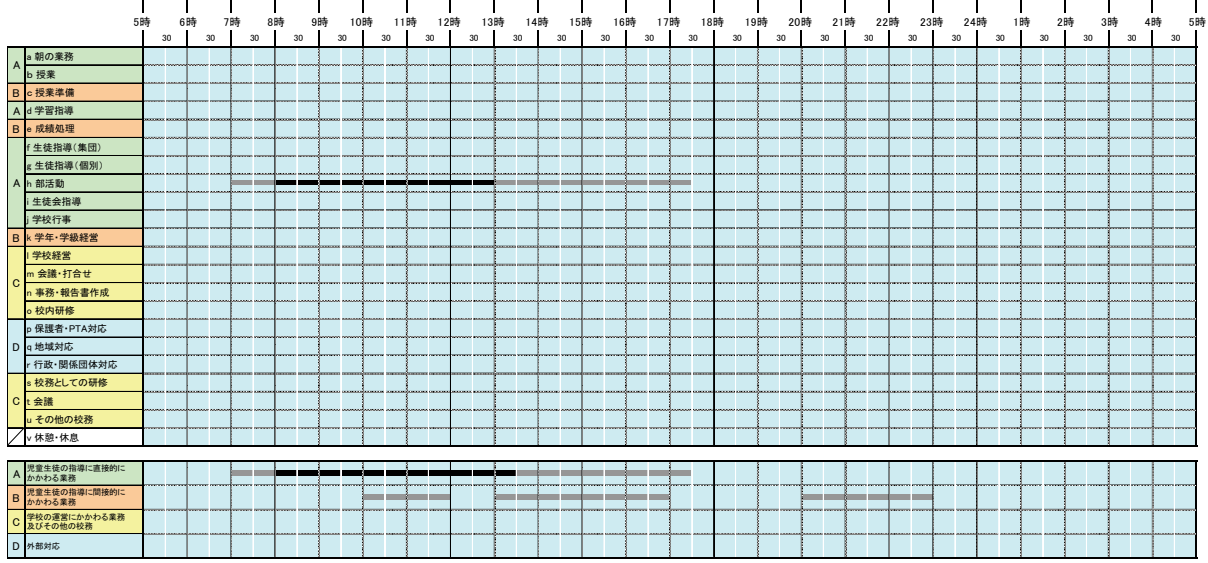 5時 6時 7時 8時 9時 10時 11時 12時 13時 14時 15時 16時 17時 18時 19時 20時 21時 22時 23時 24時 1時 2時 3時 4時 5時
30 30 30 30 30 30 30 30 30 30 30 30 30 30 30 30 30 30 30 30 30 30 30 30
A
a 朝の業務
b 授業
B c 授業準備
A d 学習指導
B e 成績処理
f 生徒指導(集団)
g 生徒指導(個別)
A h 部活動
i 生徒会指導
j 学校行事
B k 学年・学級経営
l 学校経営
m 会議・打合せ
C
n 事務・報告書作成
o 校内研修
p 保護者・PTA対応
D q 地域対応
r 行政・関係団体対応
s 校務としての研修
C t 会議
u その他の校務
v 休憩・休息
A 児童生徒の指導に直接的に
かかわる業務
B 児童生徒の指導に間接的に
かかわる業務
C 学校の運営にかかわる業務
及びその他の校務
D 外部対応